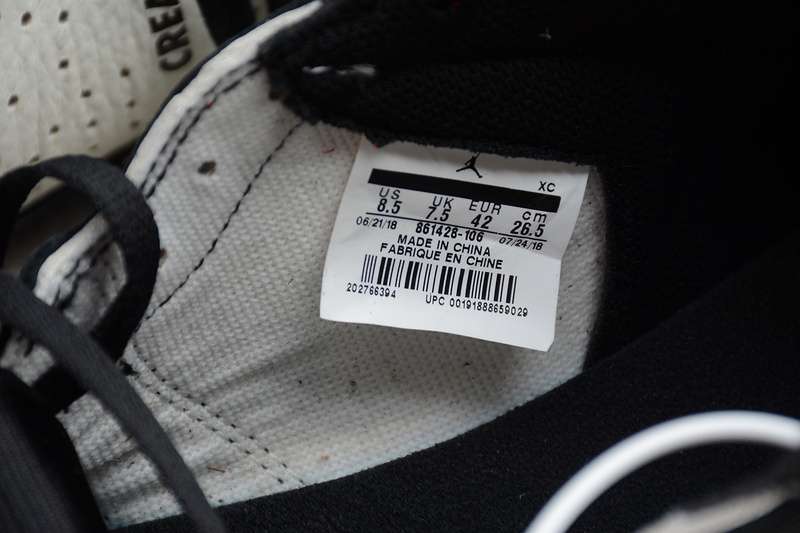 CREA
XC
US UK EUR cm
8.5 7.5 42 26.5
06/21/18 861428-106 07/24/18
MADE IN CHINA
FABRIQUE EN CHINE
202766394 UPC 00191888659029